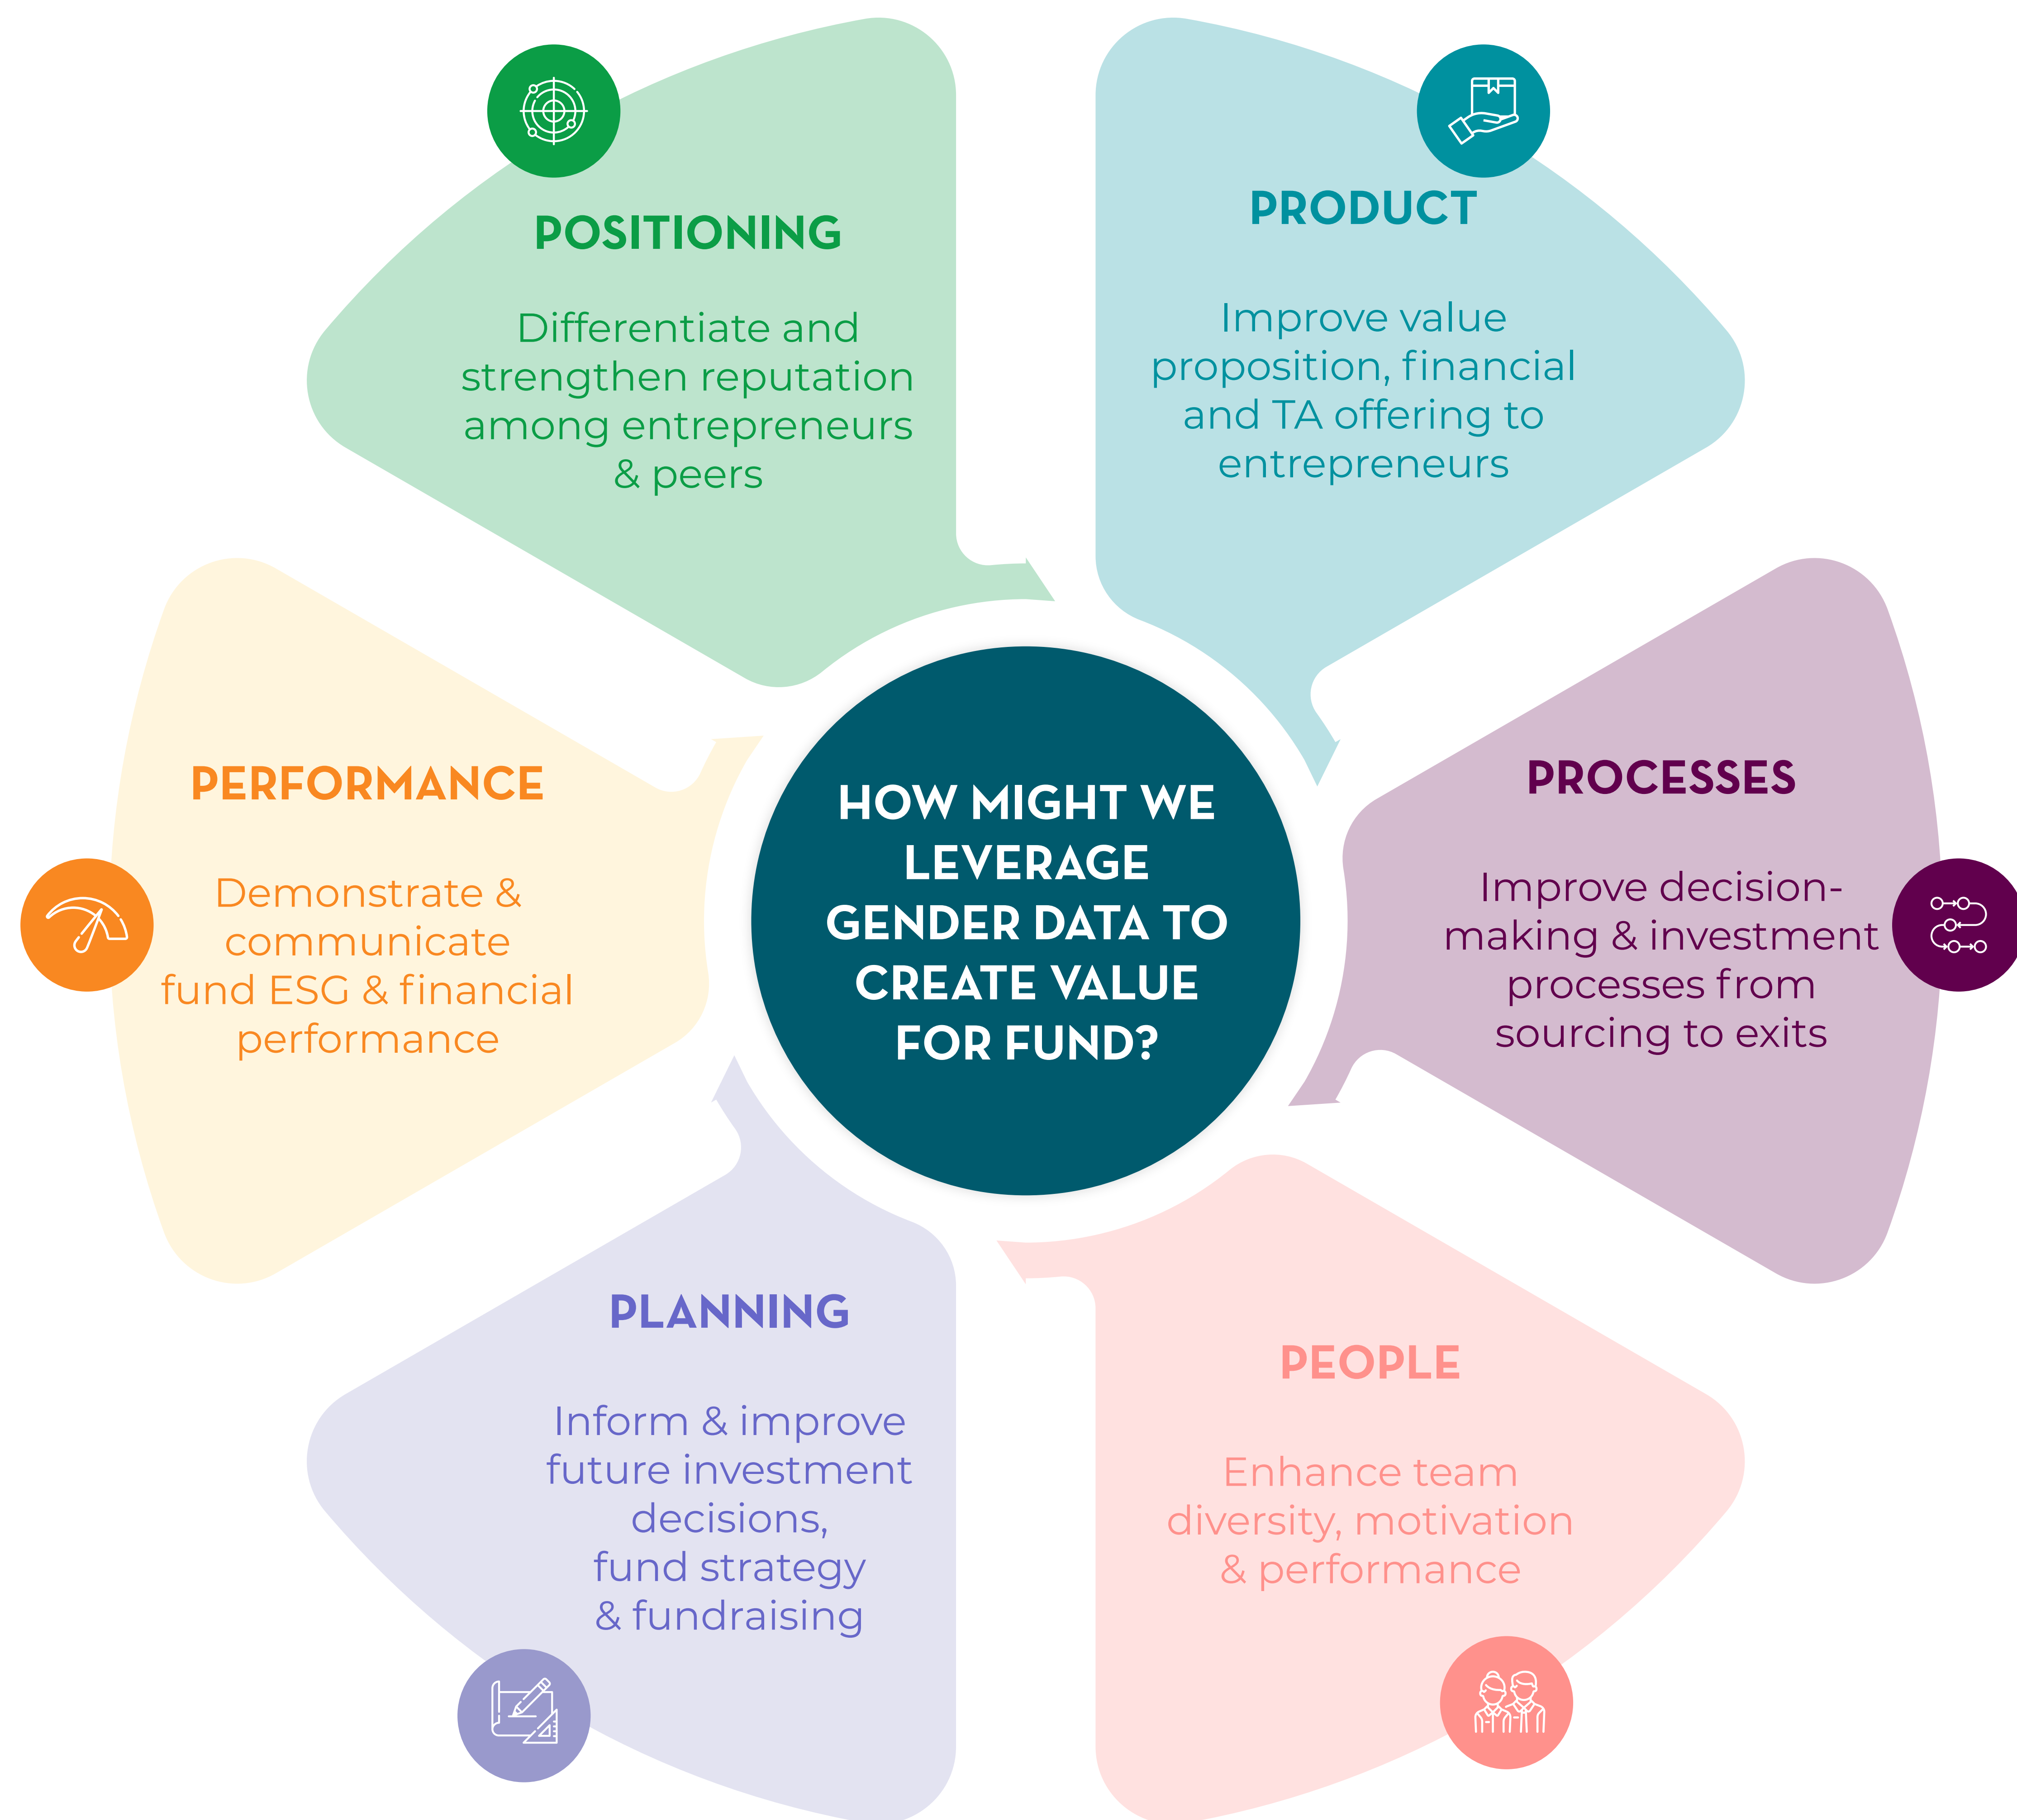 POSITIONING
Differentiate and
strengthen reputation
among entrepreneurs
& peers
PRODUCT
Improve value
proposition, financial
and TA offering to
entrepreneurs
PERFORMANCE
Demonstrate &
communicate
fund ESG & financial
performance
HOW MIGHT WE
LEVERAGE
GENDER DATA TO
CREATE VALUE
FOR FUND?
PROCESSES
Improve decision-
making & investment
processes from
sourcing to exits
PLANNING
Inform & improve
future investment
decisions,
fund strategy
& fundraising
PEOPLE
Enhance team
diversity, motivation
& performance